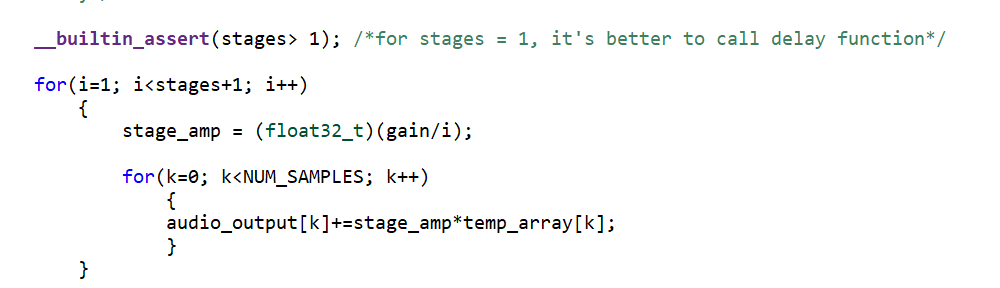 __builtin_assert(stages> 1); /*for stages = 1, it's better to call delay function*/
for(i=1; i<stages+1; i++)
{
stage_amp = (float32_t)(gain/i);
for(k=0; k<NUM_SAMPLES; k++)
{
audio_output[k]+=stage_amp*temp_array[k];
}
}